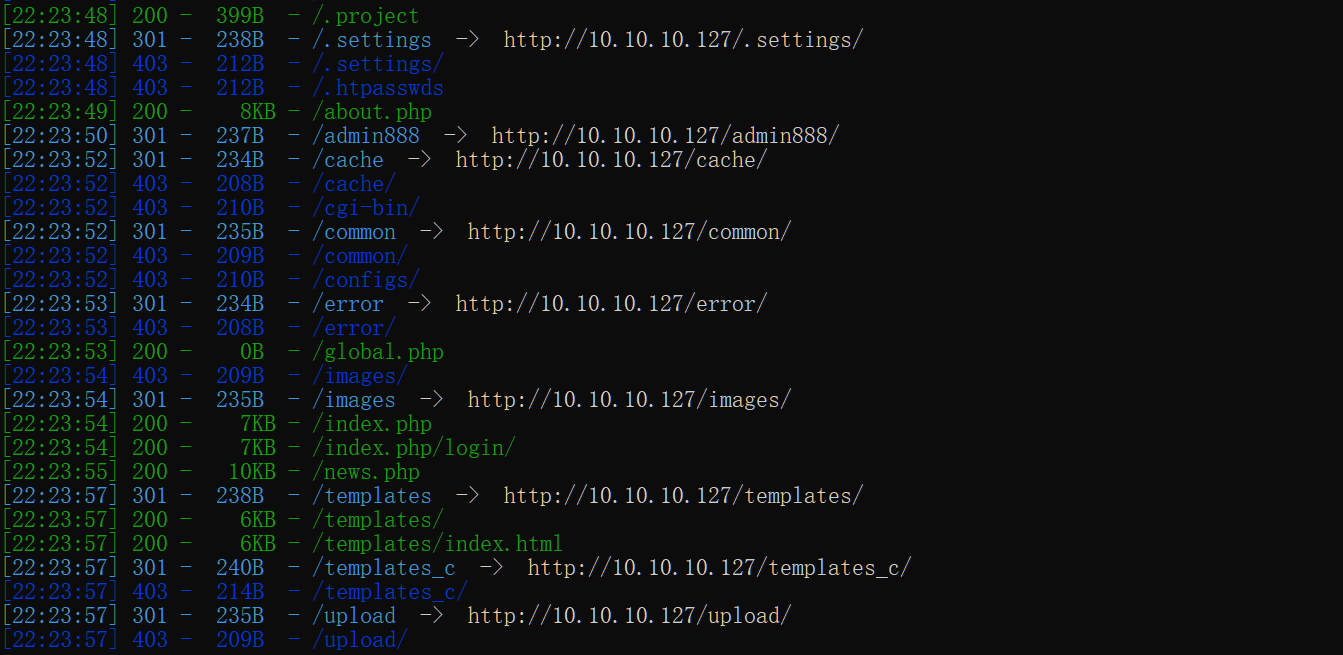 [22:23:48] 200 -   399B  - /.project
[22:23:48] 301 -   238B  - /.settings  ->  http://10.10.10.127/.settings/
[22:23:48] 403 -   212B  - /.settings/
[22:23:48] 403 -   212B  - /.htpasswds
[22:23:49] 200 -     8KB - /about.php
[22:23:50] 301 -   237B  - /admin888  ->  http://10.10.10.127/admin888/
[22:23:52] 301 -   234B  - /cache  ->  http://10.10.10.127/cache/
[22:23:52] 403 -   208B  - /cache/
[22:23:52] 403 -   210B  - /cgi-bin/
[22:23:52] 301 -   235B  - /common  ->  http://10.10.10.127/common/
[22:23:52] 403 -   209B  - /common/
[22:23:52] 403 -   210B  - /configs/
[22:23:53] 301 -   234B  - /error  ->  http://10.10.10.127/error/
[22:23:53] 403 -   208B  - /error/
[22:23:53] 200 -     0B  - /global.php
[22:23:54] 403 -   209B  - /images/
[22:23:54] 301 -   235B  - /images  ->  http://10.10.10.127/images/
[22:23:54] 200 -     7KB - /index.php
[22:23:54] 200 -     7KB - /index.php/login/
[22:23:55] 200 -    10KB - /news.php
[22:23:57] 301 -   238B  - /templates  ->  http://10.10.10.127/templates/
[22:23:57] 200 -     6KB - /templates/
[22:23:57] 200 -     6KB - /templates/index.html
[22:23:57] 301 -   240B  - /templates_c  ->  http://10.10.10.127/templates_c/
[22:23:57] 403 -   214B  - /templates_c/
[22:23:57] 301 -   235B  - /upload  ->  http://10.10.10.127/upload/
[22:23:57] 403 -   209B  - /upload/